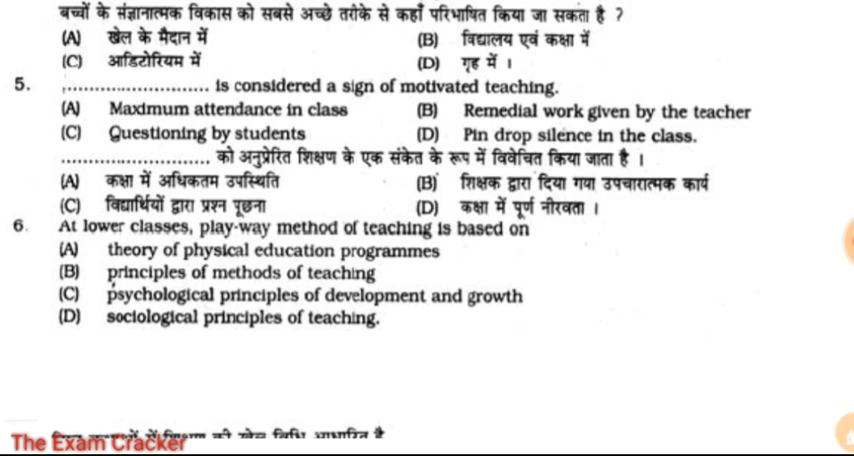 बच्चों के संज्ञानात्मक विकास को सबसे अच्छे तरीके से कहाँ परिभाषित किया जा सकता है ?
(A) खेल के मैदान में (B) विद्यालय एवं कक्षा में
(C) आडिटोरियम में (D) गृह में ।
5. ............................ is considered a sign of motivated teaching.
(A) Maximum attendance in class (B) Remedial work given by the teacher
(C) Questioning by students (D) Pin drop silence in the class.
............................ को अनुप्रेरित शिक्षण के एक संकेत के रूप में विवेचित किया जाता है ।
(A) कक्षा में अधिकतम उपस्थिति (B) शिक्षक द्वारा दिया गया उपचारात्मक कार्य
(C) विद्यार्थियों द्वारा प्रश्न पूछना (D) कक्षा में पूर्ण नीरवता ।
6. At lower classes, play-way method of teaching is based on
(A) theory of physical education programmes
(B) principles of methods of teaching
(C) psychological principles of development and growth
(D) sociological principles of teaching.
में शिक्षण की खेल विधि आधारित है
The Exam Cracker